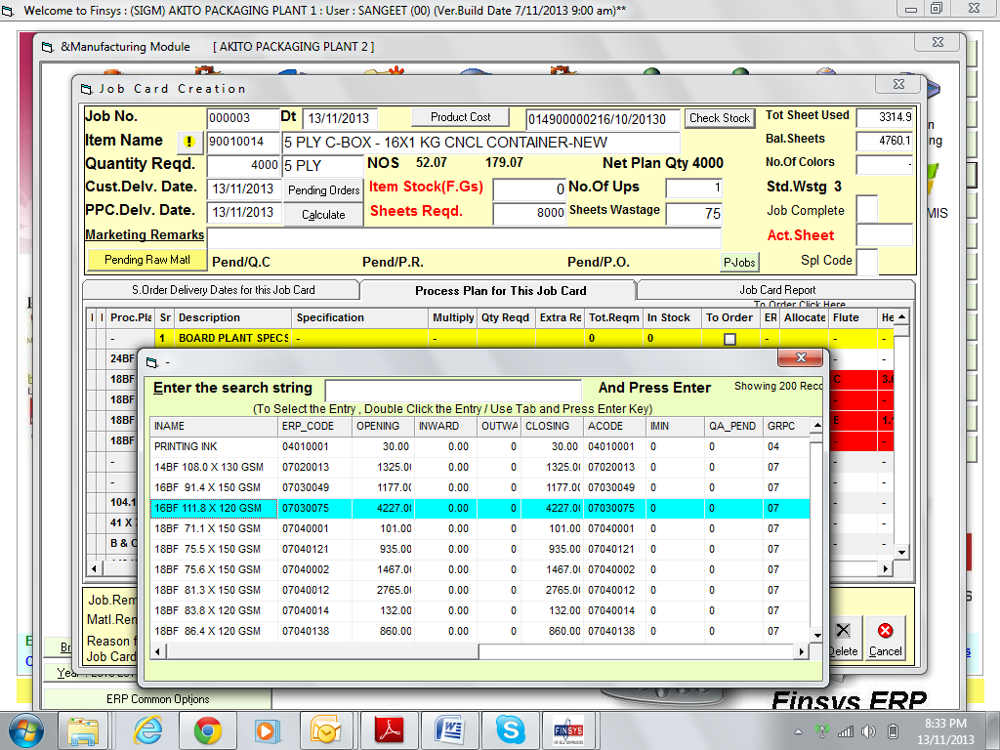 Welcome to Finsys : (SIGM) AKITO PACKAGING PLANT 1 : User : SANGEET (00) (Ver.Build Date 7/11/2013 9:00 am)**
&Manufacturing Module [ AKITO PACKAGING PLANT 2 ]
Job Card Creation
Job No. 000003 Dt 13/11/2013 Product Cost 014900000216/10/20130 Check Stock Tot Sheet Used 3314.9
Item Name ! 90010014 5 PLY C-BOX - 16X1 KG CNCL CONTAINER-NEW Bal.Sheets 4760.1
Quantity Reqd. 4000 5 PLY NOS 52.07 179.07 Net Plan Qty 4000 No.Of Colors -
Cust.Delv. Date. 13/11/2013 Pending Orders Item Stock(F.Gs) 0 No.Of Ups 1 Std.Wstg 3
PPC.Delv. Date. 13/11/2013 Calculate Sheets Reqd. 8000 Sheets Wastage 75 Job Complete
Marketing Remarks Act.Sheet
Pending Raw Matl Pend/Q.C Pend/P.R. Pend/P.O. P-Jobs Spl Code
S.Order Delivery Dates for this Job Card Process Plan for This Job Card Job Card Report
To Order Click Here
Proc.Pla Sr Description Specification Multiply Qty Reqd Extra Re Tot.Reqm In Stock To Order ER Allocate Flute He
- 1 BOARD PLANT SPECS - - 0 0 - - -
24BF - -
18BF
18BF - -
18BF
18BF - -
- - -
- - -
104.1 - -
41 X - -
B & C - -
-
Enter the search string And Press Enter Showing 200 Reco
(To Select the Entry , Double Click the Entry / Use Tab and Press Enter Key)
INAME ERP_CODE OPENING INWARD OUTWA CLOSING ACODE IMIN QA_PEND GRPC
PRINTING INK 04010001 30.00 0.00 0 30.00 04010001 0 0 04
14BF 108.0 X 130 GSM 07020013 1325.00 0.00 0 1325.00 07020013 0 0 07
16BF 91.4 X 150 GSM 07030049 1177.00 0.00 0 1177.00 07030049 0 0 07
16BF 111.8 X 120 GSM 07030075 4227.00 0.00 0 4227.00 07030075 0 0 07
18BF 71.1 X 150 GSM 07040001 101.00 0.00 0 101.00 07040001 0 0 07
18BF 75.5 X 150 GSM 07040121 935.00 0.00 0 935.00 07040121 0 0 07
18BF 75.6 X 150 GSM 07040002 1467.00 0.00 0 1467.00 07040002 0 0 07
18BF 81.3 X 150 GSM 07040012 2765.00 0.00 0 2765.00 07040012 0 0 07
18BF 83.8 X 120 GSM 07040014 132.00 0.00 0 132.00 07040014 0 0 07
18BF 86.4 X 120 GSM 07040138 860.00 0.00 0 860.00 07040138 0 0 07
Job.Rem
Matl.Ren
Reason f
Job Card
Delete Cancel
ERP Common Options
Finsys ERP
FINSYS
8:33 PM
13/11/2013